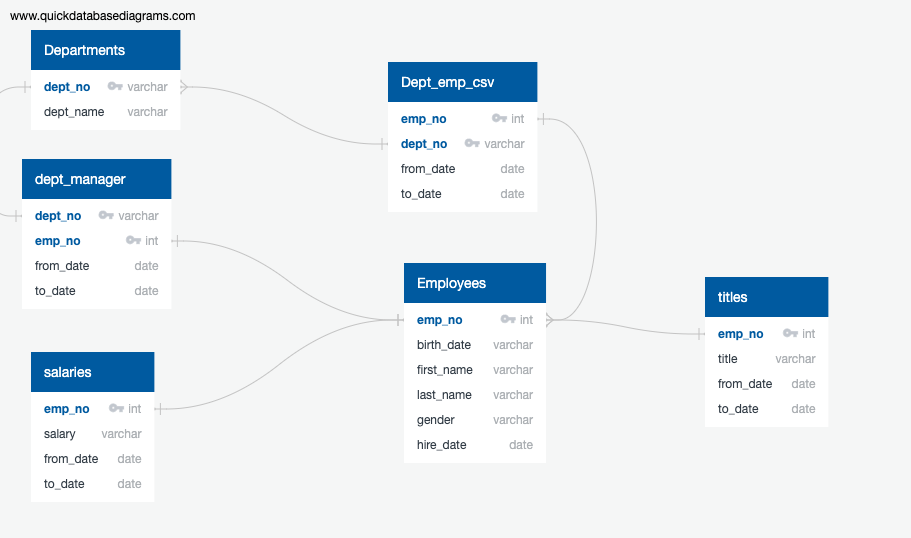 www.quickdatabasediagrams.com
Departments
dept_no varchar
dept_name varchar
dept_manager
dept_no varchar
emp_no int
from_date date
to_date date
salaries
emp_no int
salary varchar
from_date date
to_date date
Dept_emp_csv
emp_no int
dept_no varchar
from_date date
to_date date
Employees
emp_no int
birth_date varchar
first_name varchar
last_name varchar
gender varchar
hire_date date
titles
emp_no int
title varchar
from_date date
to_date date